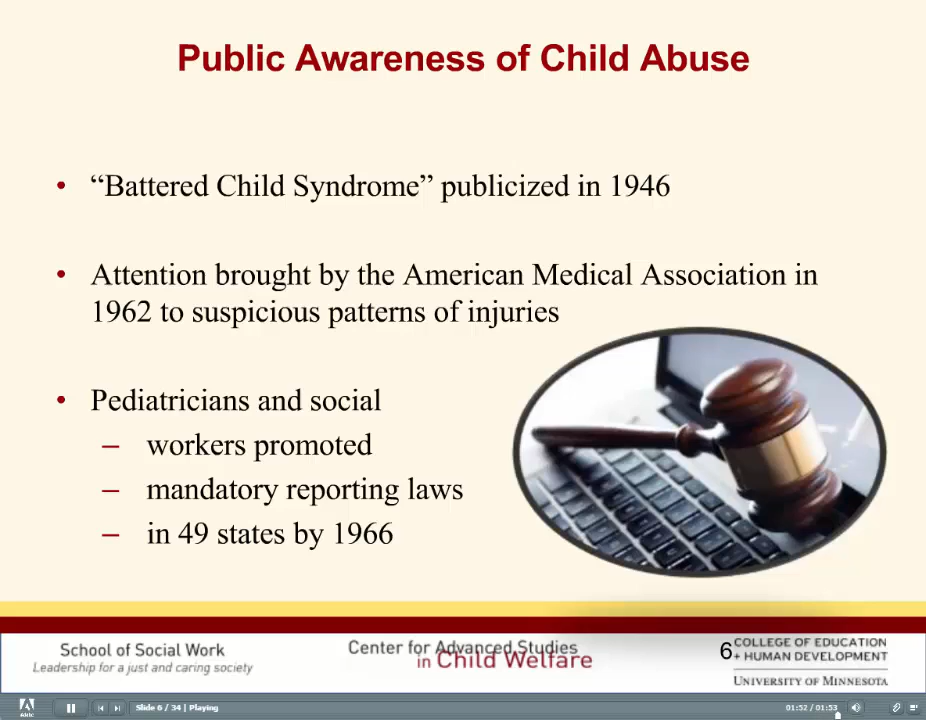 Public Awareness of Child Abuse
• “Battered Child Syndrome” publicized in 1946
• Attention brought by the American Medical Association in
1962 to suspicious patterns of injuries
• Pediatricians and social
– workers promoted
– mandatory reporting laws
– in 49 states by 1966
School of Social Work
Leadership for a just and caring society
Center for Advanced Studies
in Child Welfare
6
COLLEGE OF EDUCATION
+ HUMAN DEVELOPMENT
UNIVERSITY OF MINNESOTA
Slide 6 / 34 | Playing
01:52 / 01:53